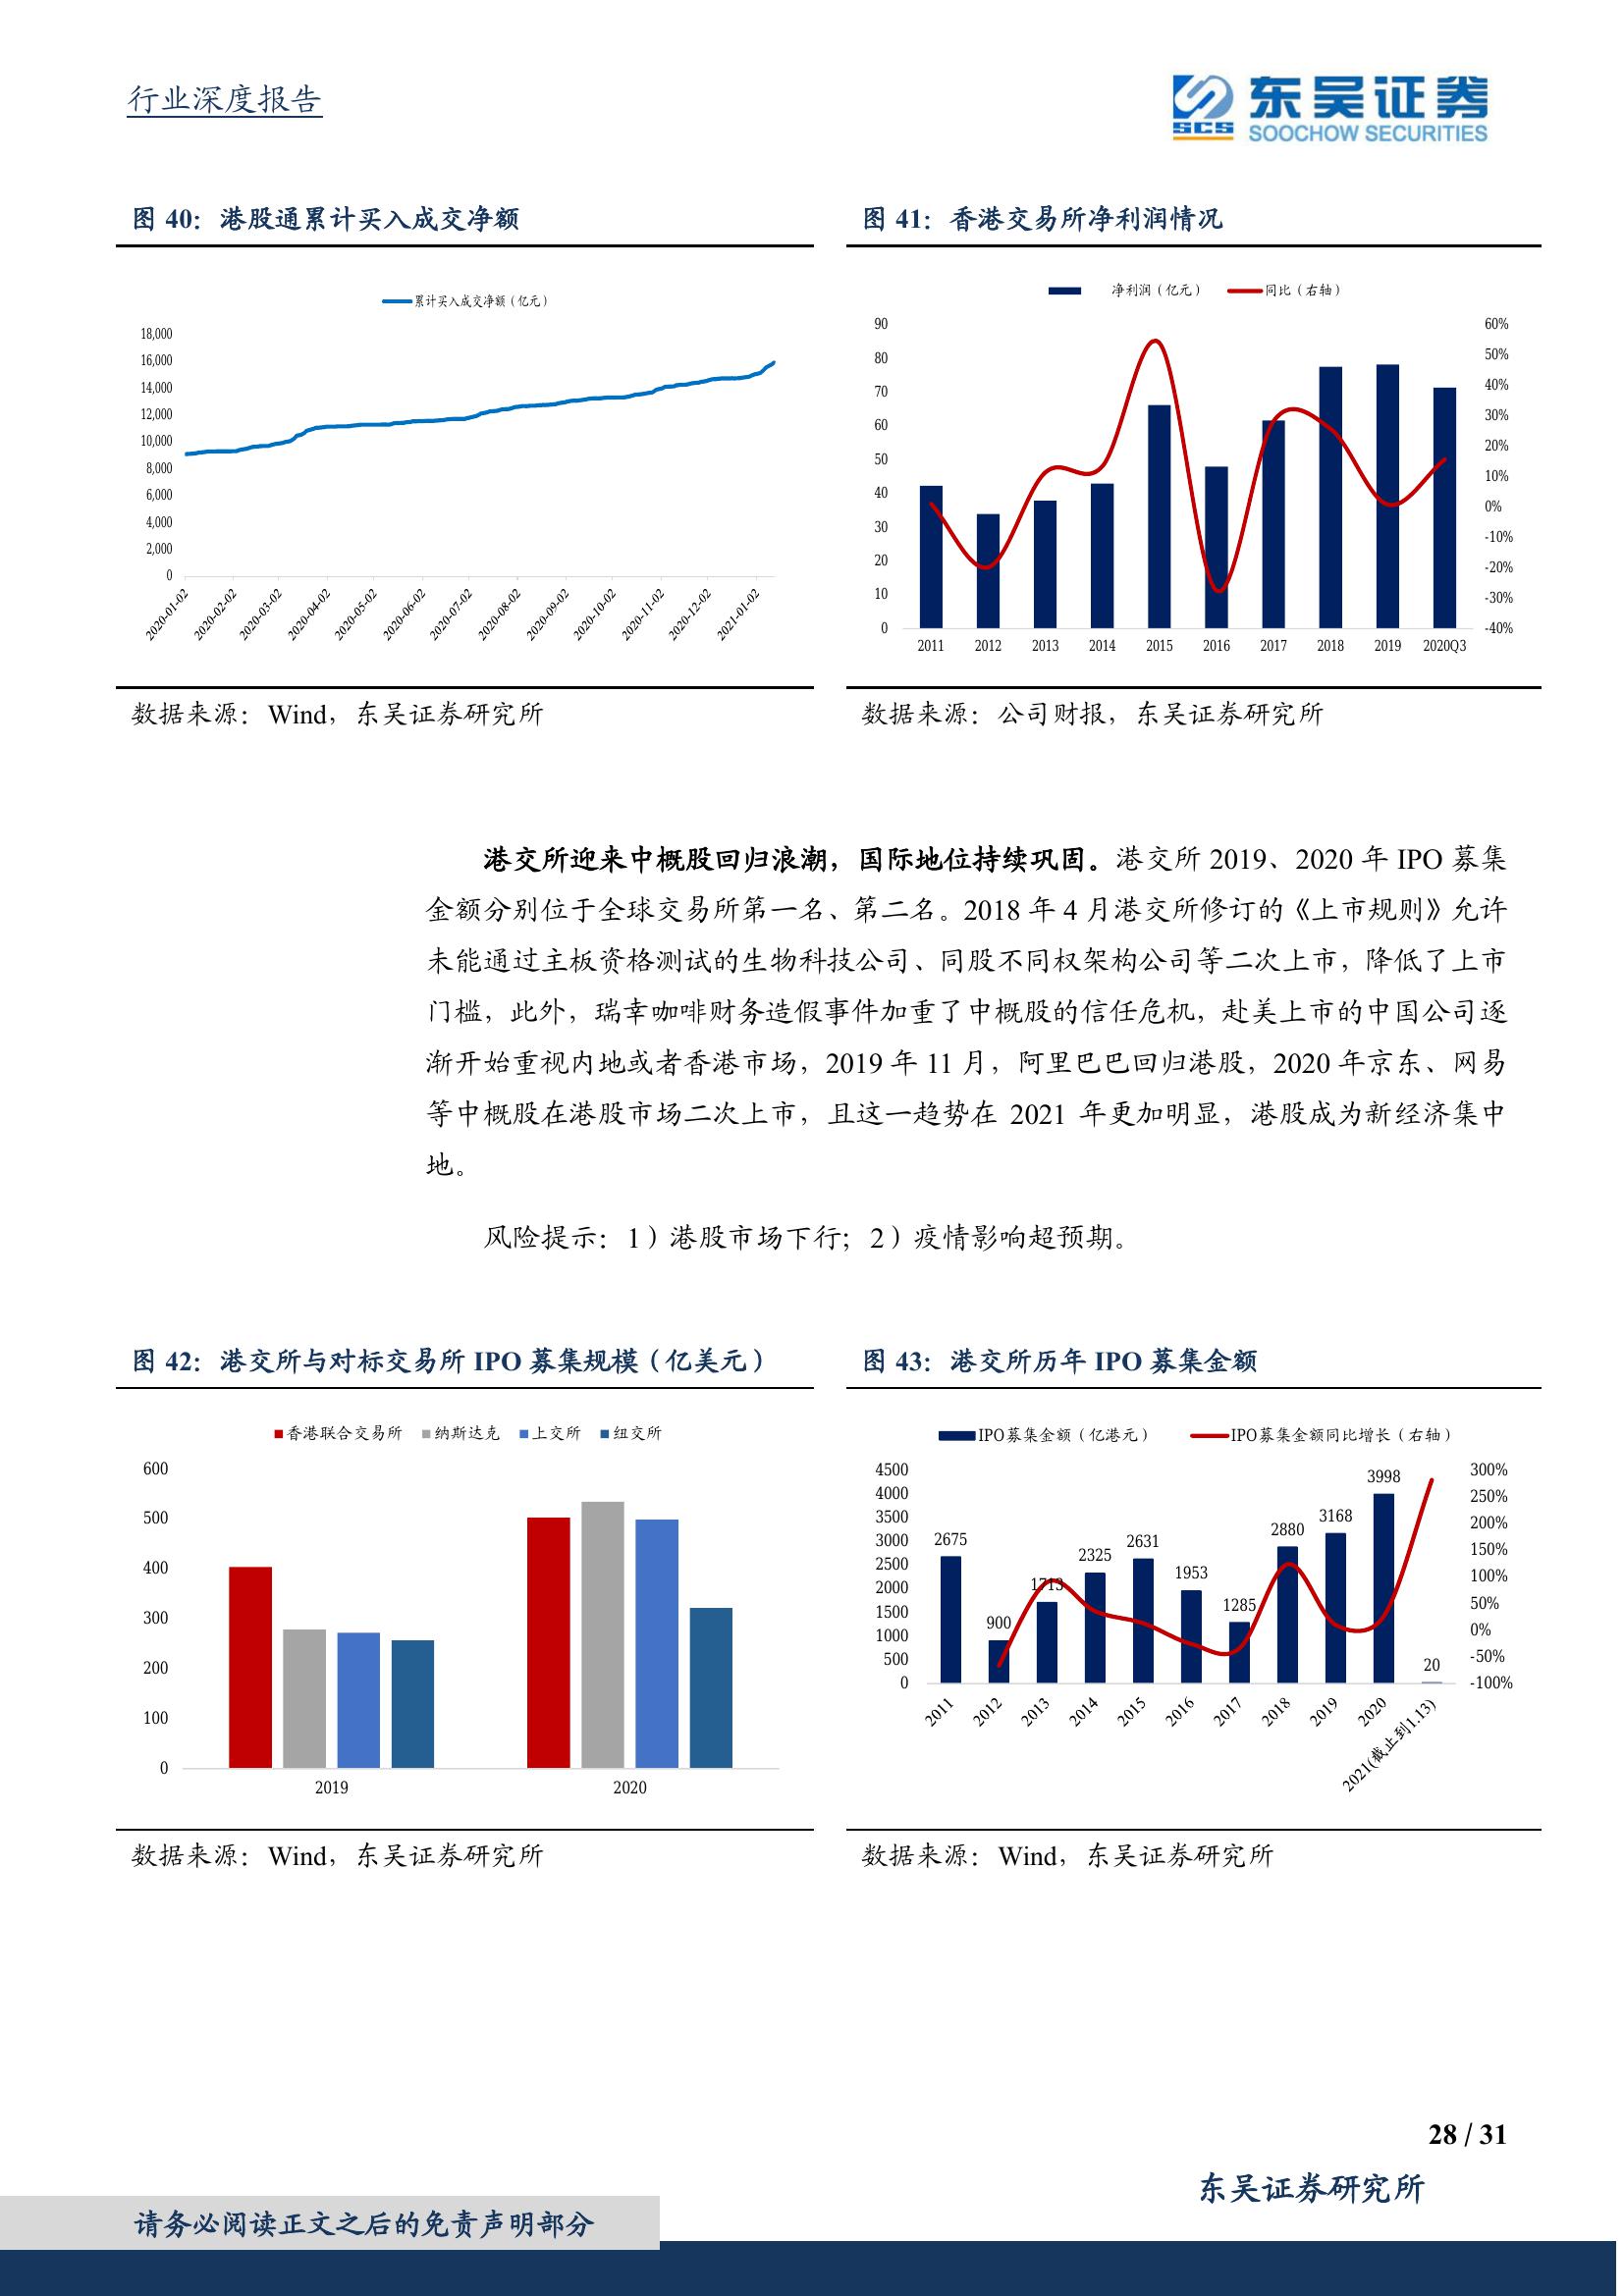 行业深度报告
SCS
东吴证券
SOOCHOW SECURITIES
图 40：港股通累计买入成交净额
累计买入成交净额（亿元）
18,000
16,000
14,000
12,000
10,000
8,000
6,000
4,000
2,000
0
2020-01-02 2020-02-02 2020-03-02 2020-04-02 2020-05-02 2020-06-02 2020-07-02 2020-08-02 2020-09-02 2020-10-02 2020-11-02 2020-12-02 2021-01-02
数据来源：Wind，东吴证券研究所
图 41：香港交易所净利润情况
净利润（亿元） 同比（右轴）
90
80
70
60
50
40
30
20
10
0
60%
50%
40%
30%
20%
10%
0%
-10%
-20%
-30%
-40%
2011 2012 2013 2014 2015 2016 2017 2018 2019 2020Q3
数据来源：公司财报，东吴证券研究所
港交所迎来中概股回归浪潮，国际地位持续巩固。港交所 2019、2020 年 IPO 募集
金额分别位于全球交易所第一名、第二名。2018 年 4 月港交所修订的《上市规则》允许
未能通过主板资格测试的生物科技公司、同股不同权架构公司等二次上市，降低了上市
门槛，此外，瑞幸咖啡财务造假事件加重了中概股的信任危机，赴美上市的中国公司逐
渐开始重视内地或者香港市场，2019 年 11 月，阿里巴巴回归港股，2020 年京东、网易
等中概股在港股市场二次上市，且这一趋势在 2021 年更加明显，港股成为新经济集中
地。
风险提示：1）港股市场下行；2）疫情影响超预期。
图 42：港交所与对标交易所 IPO 募集规模（亿美元）
香港联合交易所 纳斯达克 上交所 纽交所
600
500
400
300
200
100
0
2019 2020
数据来源：Wind，东吴证券研究所
图 43：港交所历年 IPO 募集金额
IPO募集金额（亿港元） IPO募集金额同比增长（右轴）
4500
4000
3500
3000
2500
2000
1500
1000
500
0
2675 900 1713 2325 2631 1953 1285 2880 3168 3998 20
300%
250%
200%
150%
100%
50%
0%
-50%
-100%
2011 2012 2013 2014 2015 2016 2017 2018 2019 2020 2021(截止到1.13)
数据来源：Wind，东吴证券研究所
28 / 31
东吴证券研究所
请务必阅读正文之后的免责声明部分